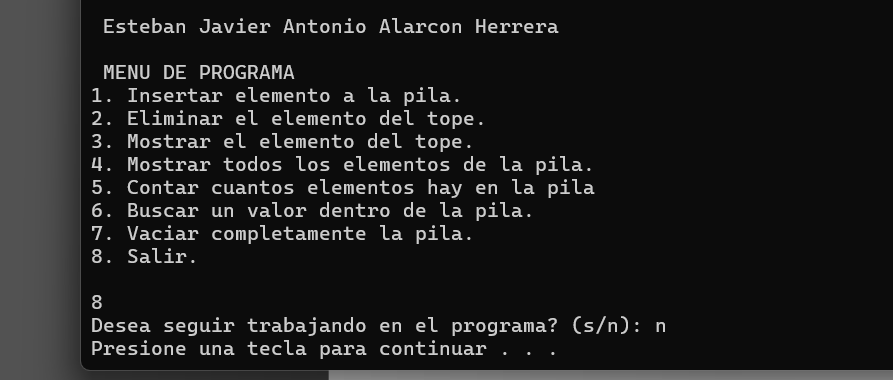 Esteban Javier Antonio Alarcon Herrera
MENU DE PROGRAMA
1. Insertar elemento a la pila.
2. Eliminar el elemento del tope.
3. Mostrar el elemento del tope.
4. Mostrar todos los elementos de la pila.
5. Contar cuantos elementos hay en la pila
6. Buscar un valor dentro de la pila.
7. Vaciar completamente la pila.
8. Salir.
8
Desea seguir trabajando en el programa? (s/n): n
Presione una tecla para continuar . . .